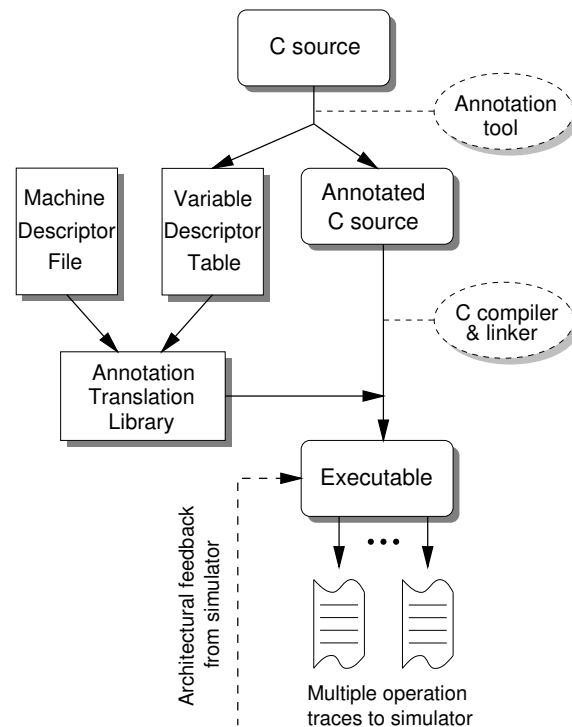 C source
Annotation
tool
Machine
Descriptor
File
Variable
Descriptor
Table
Annotated
C source
C compiler
& linker
Annotation
Translation
Library
Executable
Architectural feedback
from simulator
Multiple operation
traces to simulator